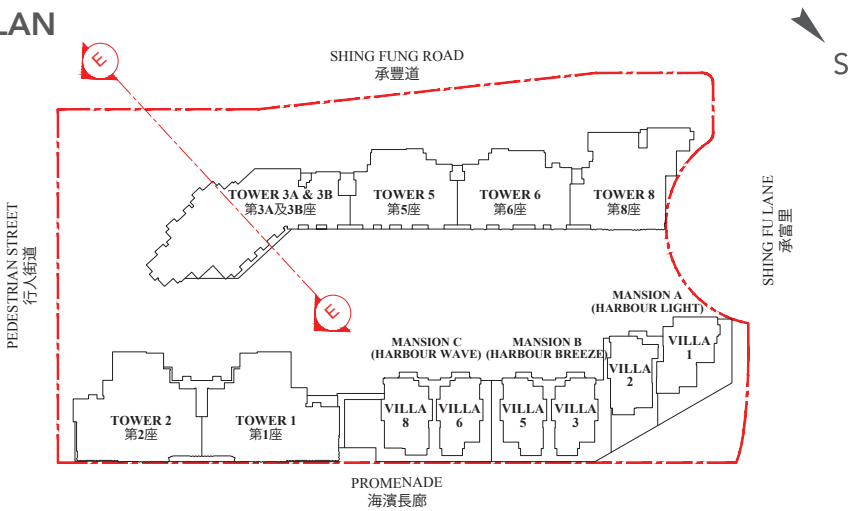 LAN
E
SHING FUNG ROAD
承豐道
S
TOWER 3A & 3B
第3A及3B座
TOWER 5
第5座
TOWER 6
第6座
TOWER 8
第8座
PEDESTRIAN STREET
行人街道
SHING FU LANE
承富里
E
MANSION A
(HARBOUR LIGHT)
MANSION C
(HARBOUR WAVE)
MANSION B
(HARBOUR BREEZE)
VILLA
1
VILLA
2
TOWER 2
第2座
TOWER 1
第1座
VILLA
8
VILLA
6
VILLA
5
VILLA
3
PROMENADE
海濱長廊